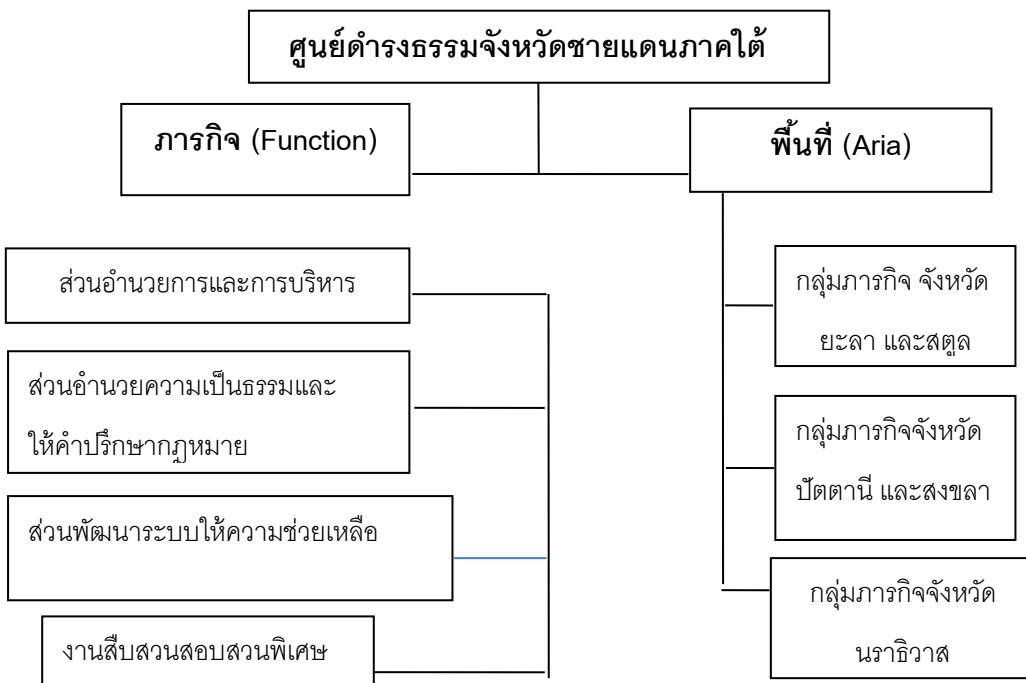 ศูนย์ดำรงธรรมจังหวัดชายแดนภาคใต้
ภารกิจ (Function)
พื้นที่ (Aria)
ส่วนอำนวยการและการบริหาร
ส่วนอำนวยความเป็นธรรมและ
ให้คำปรึกษากฎหมาย
ส่วนพัฒนาระบบให้ความช่วยเหลือ
งานสืบสวนสอบสวนพิเศษ
กลุ่มภารกิจ จังหวัด
ยะลา และสตูล
กลุ่มภารกิจจังหวัด
ปัตตานี และสงขลา
กลุ่มภารกิจจังหวัด
นราธิวาส